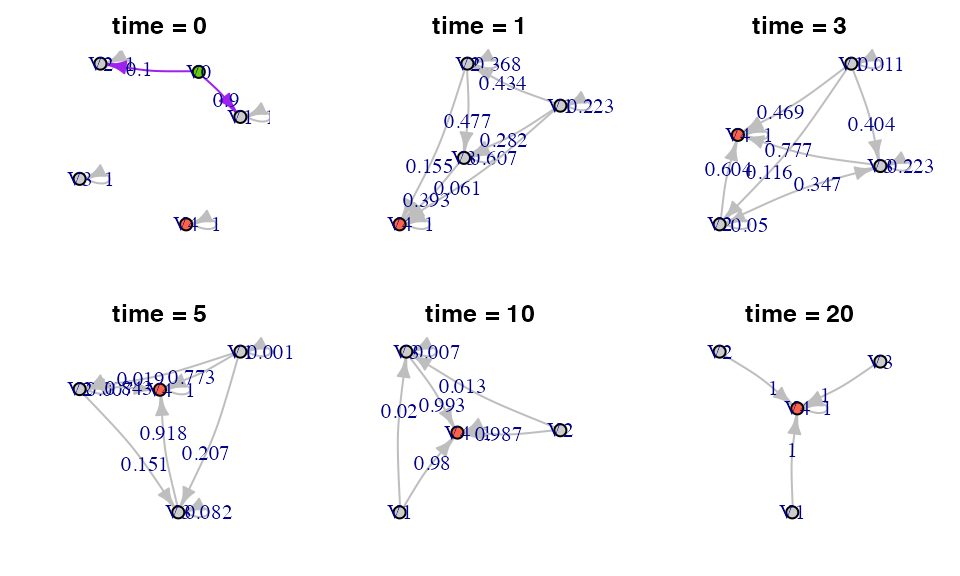 time = 0
time = 1
time = 3
V2 1
0.1
V0
0.9
V1 1
V3 1
V4 1
V2 0.368
0.434
V1 0.223
0.477
0.282
V3 0.607
0.155
0.061
0.393
V4 1
V1 0.011
0.469
0.404
V4 1
0.777
V3 0.223
0.604
0.116
0.347
V2 0.05
time = 5
time = 10
time = 20
V1 0.001
0.019
0.773
V2
0.843
V4 1
0.918
0.207
0.151
V3 0.082
V3 0.007
0.013
0.02
0.993
V4 1
0.987
V2
0.98
V1
V2
V3
1
1
V4 1
1
V1